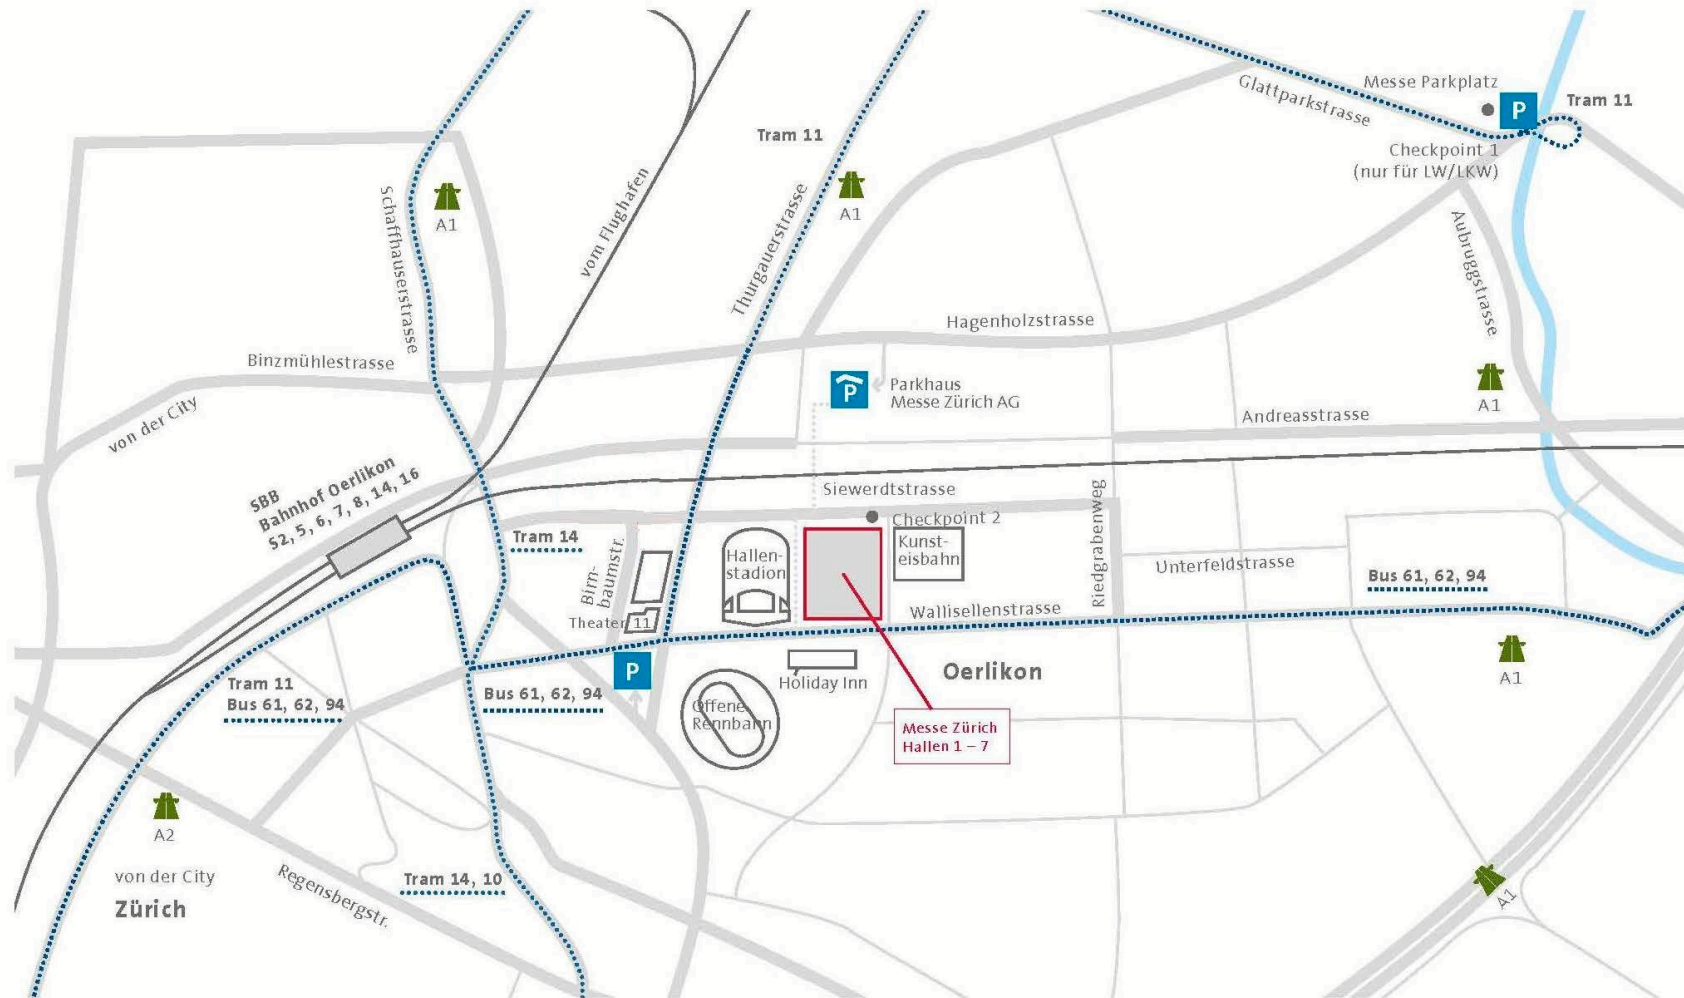 Messe Parkplatz
P
Tram 11
Glattparkstrasse
Checkpoint 1
(nur für LW/LKW)
Tram 11
A1
A1
Schaffhauserstrasse
vom Flughafen
Thurgauerstrasse
Aubruggstrasse
Hagenholzstrasse
Binzmühlestrasse
P
Parkhaus
Messe Zürich AG
A1
von der City
Andreasstrasse
SBB
Bahnhof Oerlikon
S2, 5, 6, 7, 8, 14, 16
Siewerdtstrasse
Checkpoint 2
Riedgrabenweg
Tram 14
Birn-
baumstr.
Hallen-
stadion
Kunst-
eisbahn
Unterfeldstrasse
Bus 61, 62, 94
Theater 11
Wallisellenstrasse
P
Holiday Inn
Oerlikon
A1
Tram 11
Bus 61, 62, 94
Bus 61, 62, 94
Offene
Rennbahn
Messe Zürich
Hallen 1 – 7
A2
von der City
Zürich
Regensbergstr.
Tram 14, 10
A1